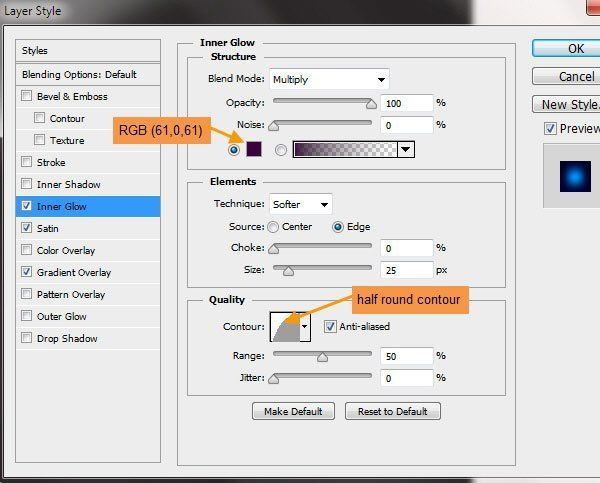 Layer Style
Styles
Blending Options: Default
Bevel & Emboss
Contour
Texture
Stroke
Inner Shadow
Inner Glow
Satin
Color Overlay
Gradient Overlay
Pattern Overlay
Outer Glow
Drop Shadow
Inner Glow
Structure
Blend Mode: Multiply
Opacity: 100 %
Noise: 0 %
RGB (61,0,61)
Elements
Technique: Softer
Source: Center Edge
Choke: 0 %
Size: 25 px
Quality
half round contour
Contour: Anti-aliased
Range: 50 %
Jitter: 0 %
Make Default Reset to Default
OK
Cancel
New Style...
Preview